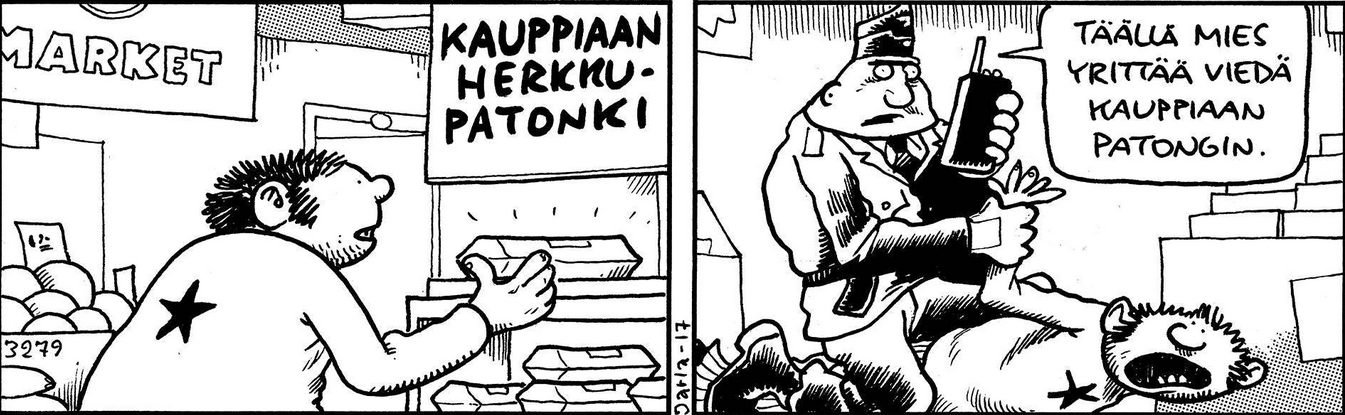 MARKET
KAUPPIAAN
HERKKU-
PATONKI
3279
Jarla-17
TÄÄLLÄ MIES
YRITTÄÄ VIEDÄ
KAUPPIAAN
PATONGIN.